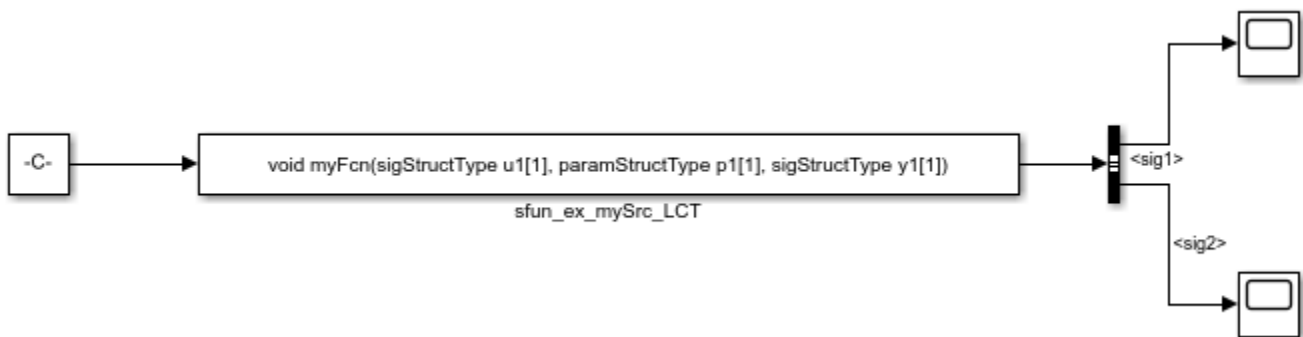 -C-
void myFcn(sigStructType u1[1], paramStructType p1[1], sigStructType y1[1])
sfun_ex_mySrc_LCT
<sig1>
<sig2>